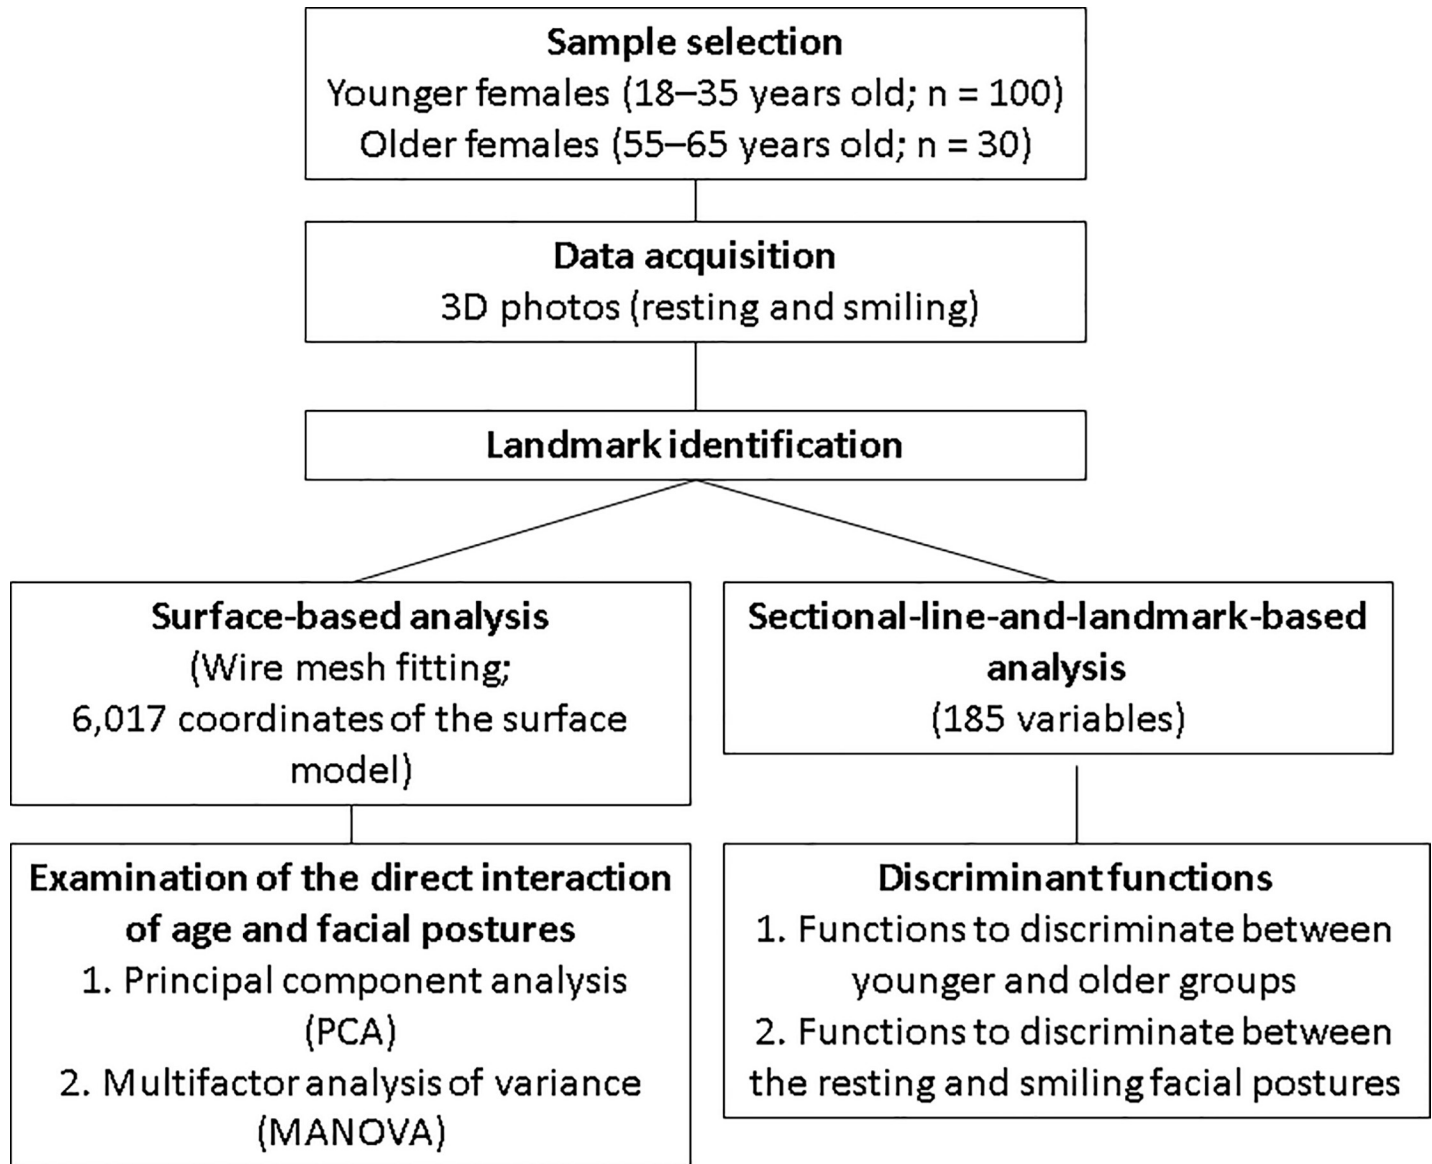 Sample selection
Younger females (18–35 years old; n = 100)
Older females (55–65 years old; n = 30)
Data acquisition
3D photos (resting and smiling)
Landmark identification
Surface-based analysis
(Wire mesh fitting;
6,017 coordinates of the surface
model)
Sectional-line-and-landmark-based
analysis
(185 variables)
Examination of the direct interaction
of age and facial postures
1. Principal component analysis
(PCA)
2. Multifactor analysis of variance
(MANOVA)
Discriminant functions
1. Functions to discriminate between
younger and older groups
2. Functions to discriminate between
the resting and smiling facial postures